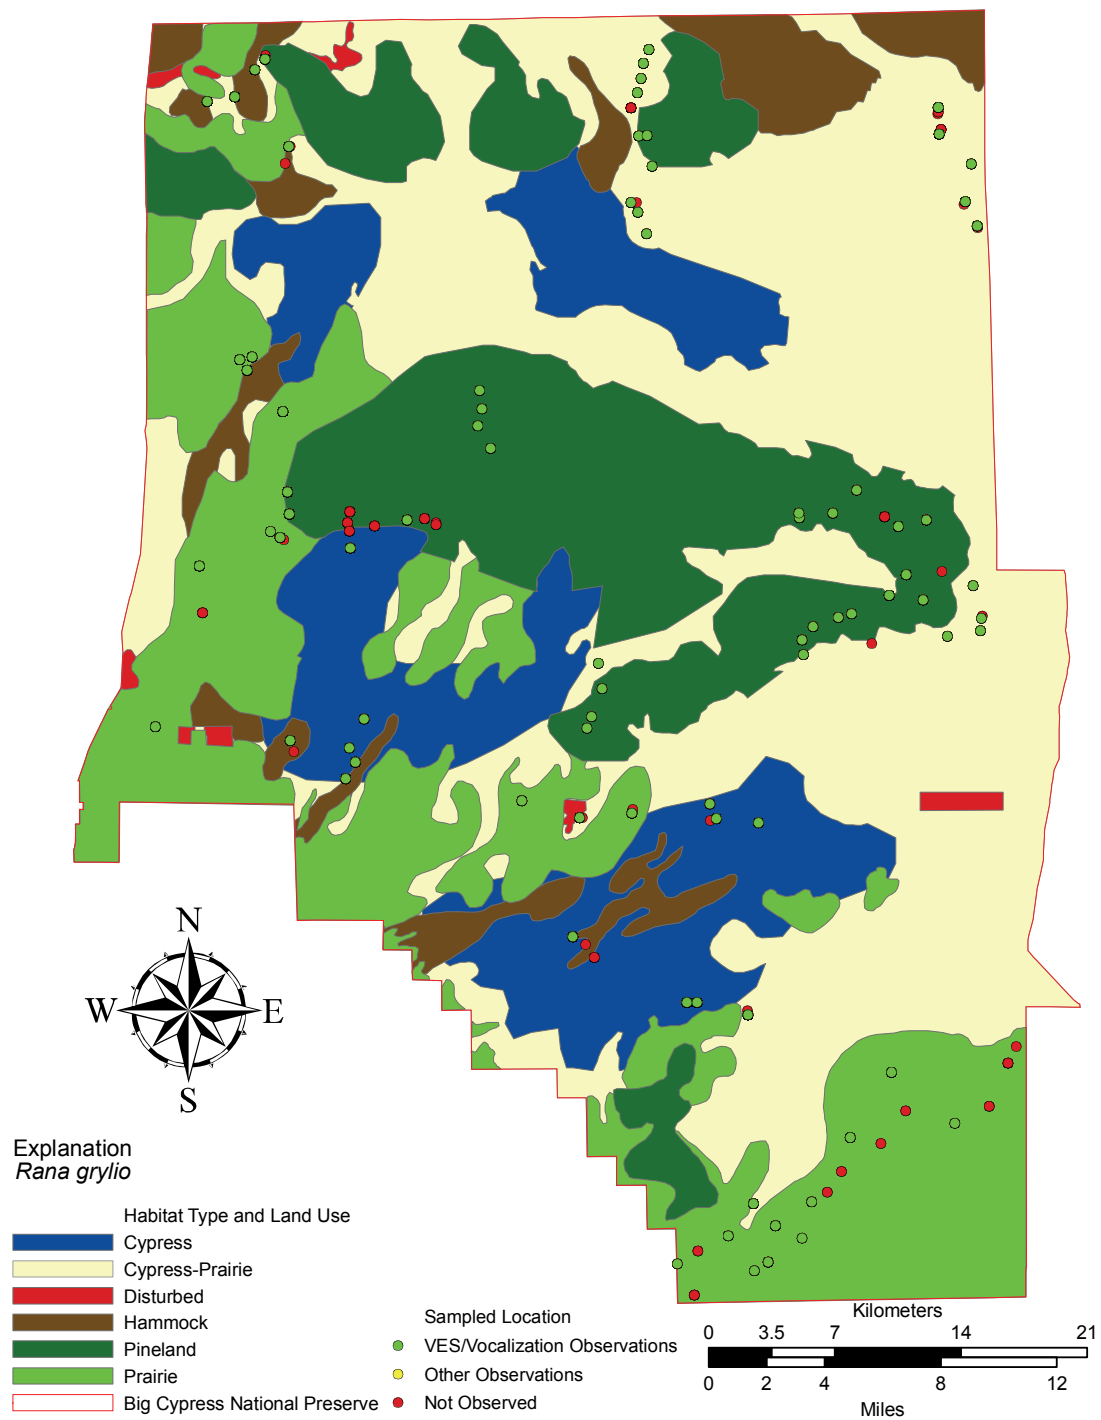 N
W
E
S
Explanation
Rana grylio
Habitat Type and Land Use
Cypress
Cypress-Prairie
Disturbed
Hammock
Pineland
Prairie
Big Cypress National Preserve
Sampled Location
VES/Vocalization Observations
Other Observations
Not Observed
Kilometers
0 3.5 7 14 21
0 2 4 8 12
Miles